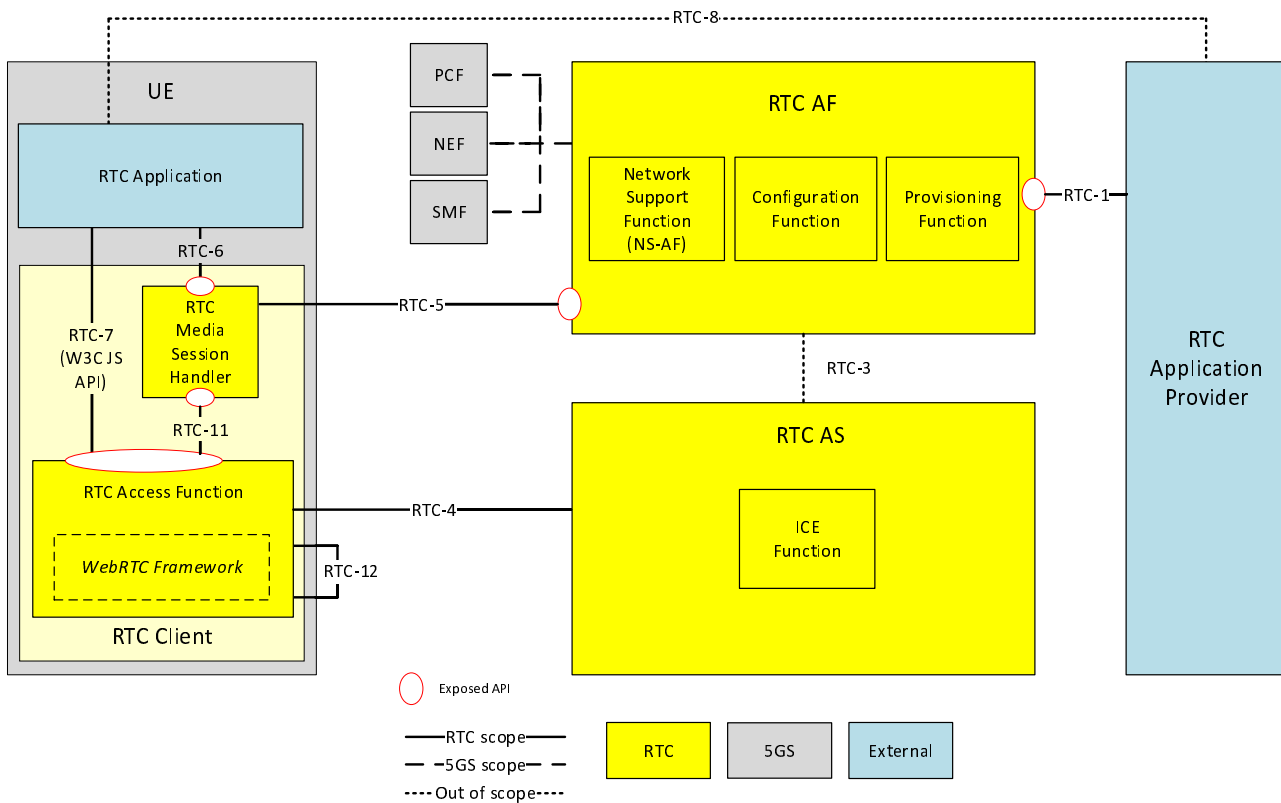 RTC-8
UE
RTC Application
RTC-6
RTC-7
(W3C JS
API)
RTC
Media
Session
Handler
RTC-11
RTC Access Function
WebRTC Framework
RTC Client
RTC-12
PCF
NEF
SMF
RTC-5
RTC-4
RTC AF
Network
Support
Function
(NS-AF)
Configuration
Function
Provisioning
Function
RTC-1
RTC-3
RTC AS
ICE
Function
RTC
Application
Provider
Exposed API
RTC scope
5GS scope
Out of scope
RTC
5GS
External